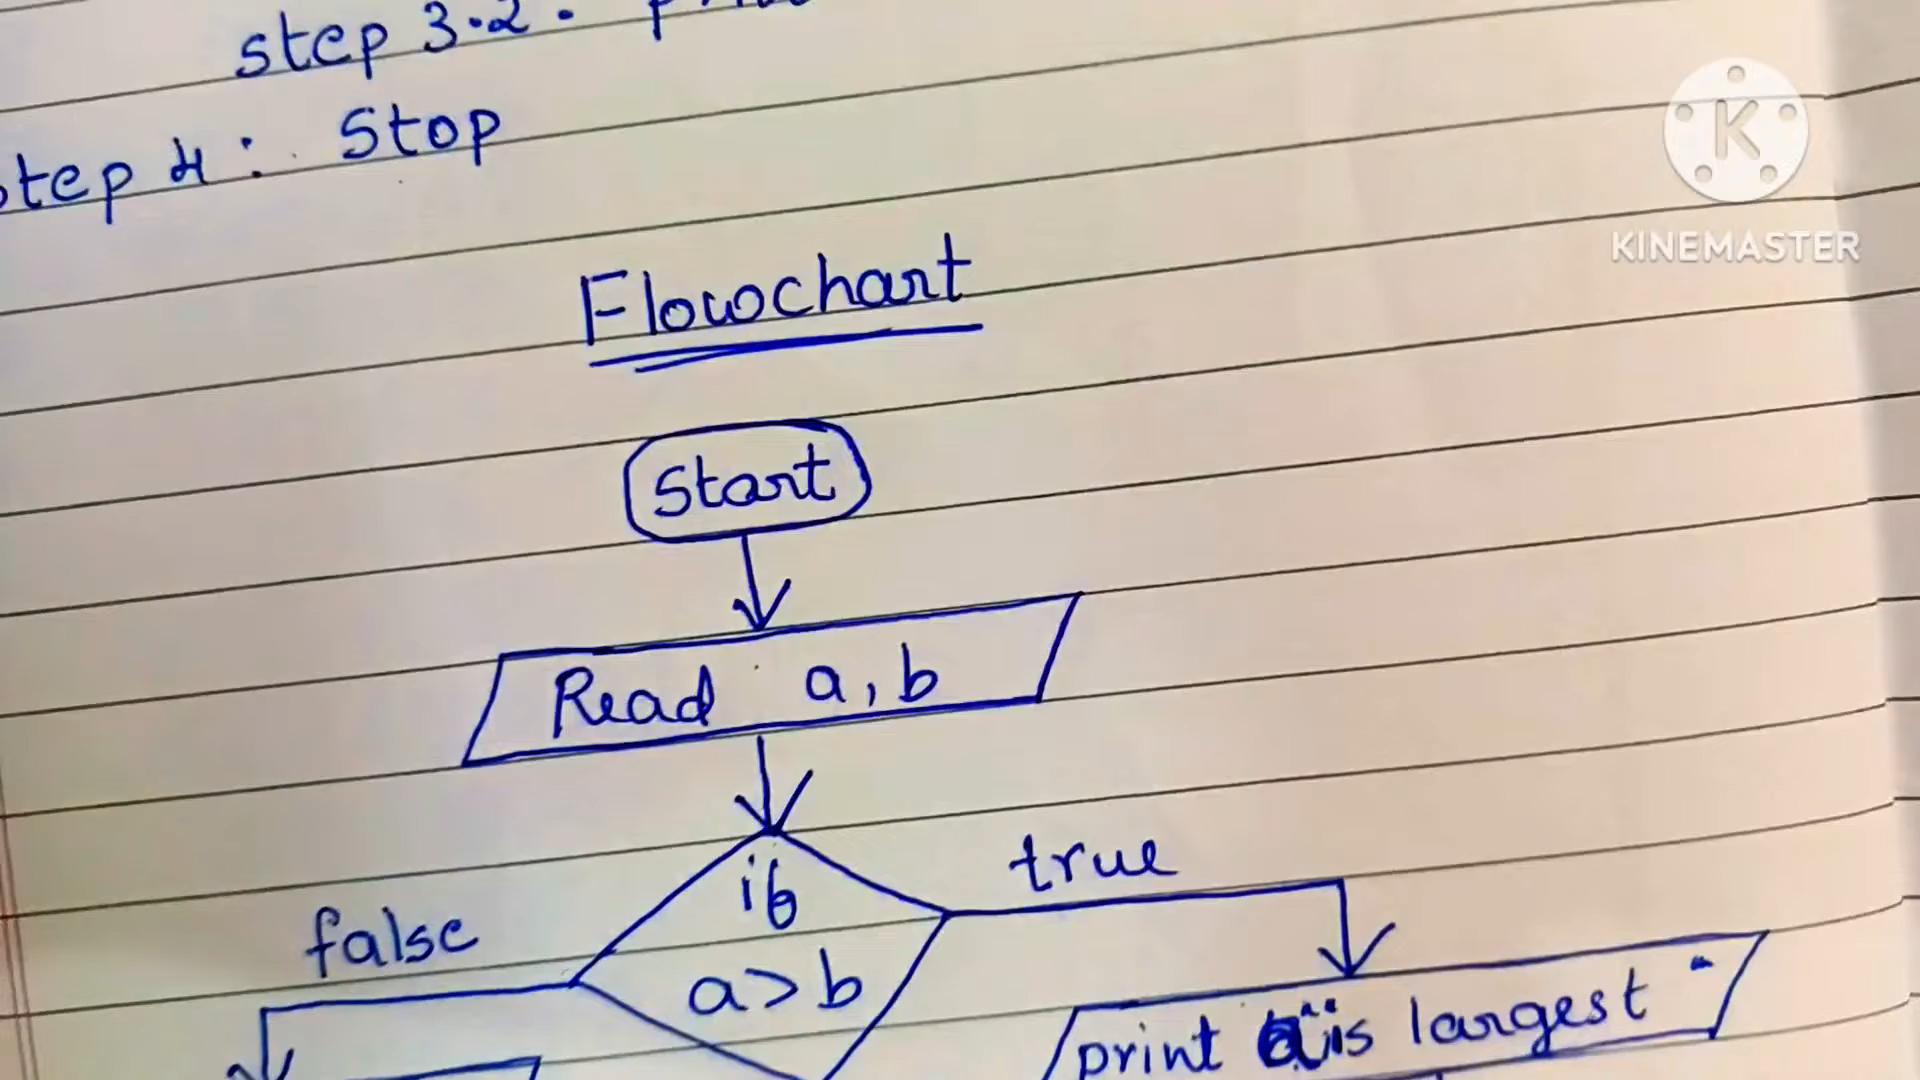 step 3.2:
step 4: Stop
KINEMASTER
Flowchart
Start
Read a, b
if
a > b
true
false
print a "is largest"